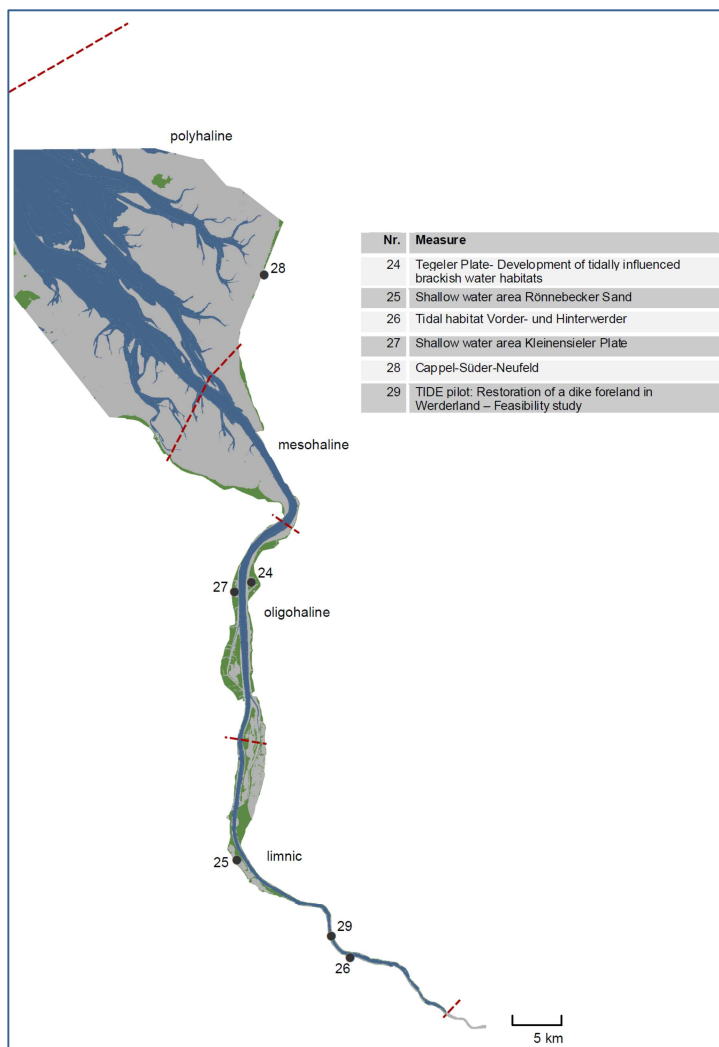 polyhaline
28
Nr. Measure
24 Tegeler Plate- Development of tidally influenced
brackish water habitats
25 Shallow water area Rönnebecker Sand
26 Tidal habitat Vorder- und Hinterwerder
27 Shallow water area Kleinensieler Plate
28 Cappel-Süder-Neufeld
29 TIDE pilot: Restoration of a dike foreland in
Werderland – Feasibility study
mesohaline
24
27
oligohaline
limnic
25
29
26
5 km